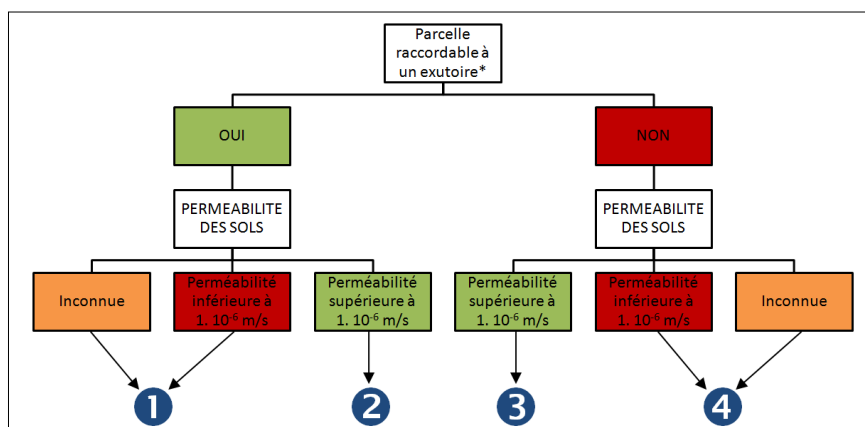 Parcelle
raccordable à
un exutoire*
OUI
NON
PERMEABILITE
DES SOLS
PERMEABILITE
DES SOLS
Inconnue
Perméabilité
inférieure à
1. 10⁻⁶ m/s
Perméabilité
supérieure à
1. 10⁻⁶ m/s
Perméabilité
supérieure à
1. 10⁻⁶ m/s
Perméabilité
inférieure à
1. 10⁻⁶ m/s
Inconnue
1
2
3
4